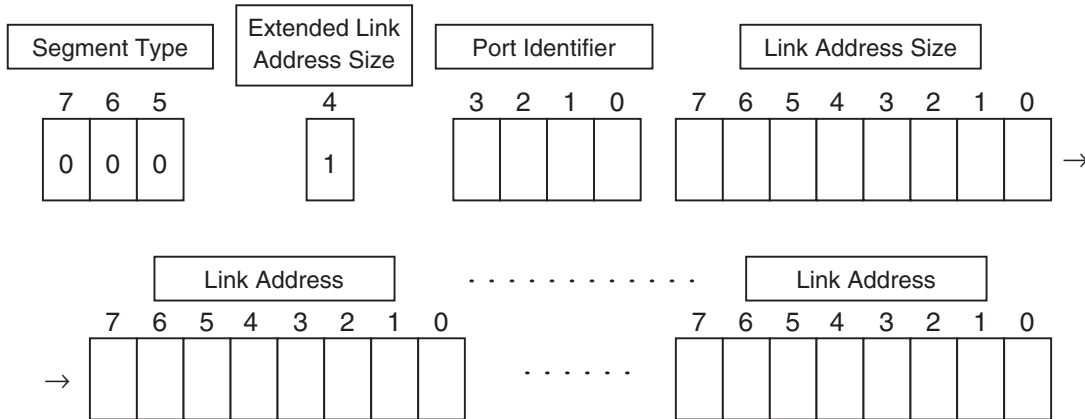 Segment Type
Extended Link
Address Size
Port Identifier
Link Address Size
7 6 5
4
3 2 1 0
7 6 5 4 3 2 1 0
0 0 0
1
→
Link Address
. . . . . . . . . . . .
Link Address
7 6 5 4 3 2 1 0
7 6 5 4 3 2 1 0
→
. . . . . .